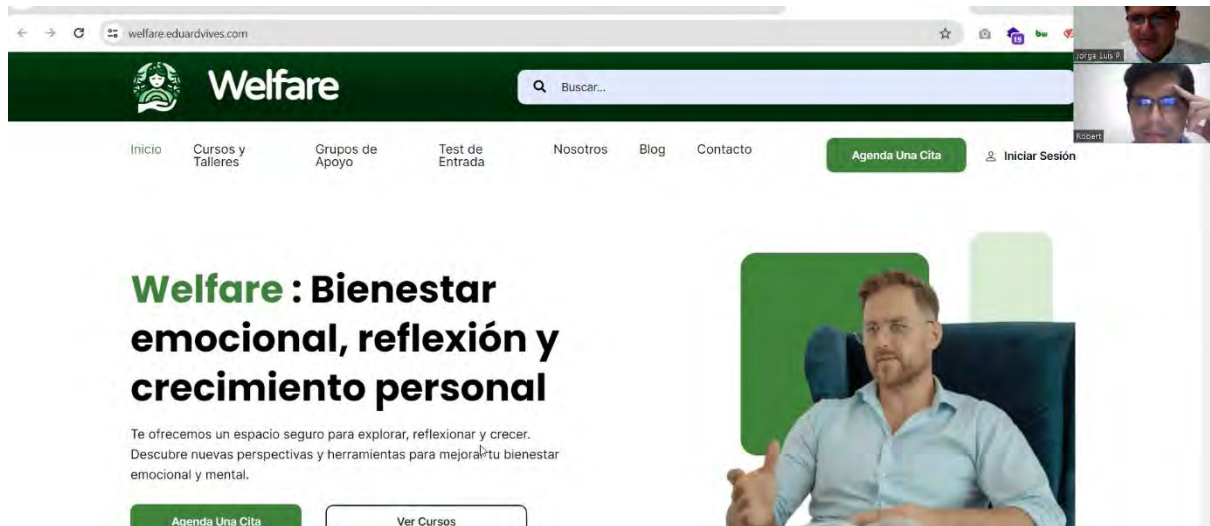 welfare.eduardvives.com
19
bw
Jorge Luis P.
Welfare
Buscar...
Robert
Inicio
Cursos y
Talleres
Grupos de
Apoyo
Test de
Entrada
Nosotros
Blog
Contacto
Agenda Una Cita
Iniciar Sesión
Welfare : Bienestar
emocional, reflexión y
crecimiento personal
Te ofrecemos un espacio seguro para explorar, reflexionar y crecer.
Descubre nuevas perspectivas y herramientas para mejorar tu bienestar
emocional y mental.
Agenda Una Cita
Ver Cursos